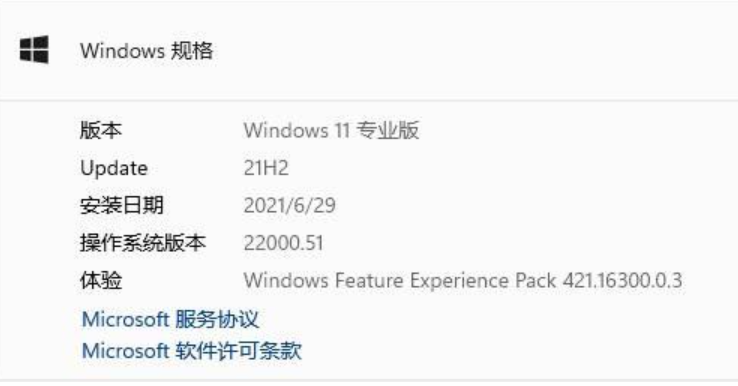 Windows 规格
版本 Windows 11 专业版
Update 21H2
安装日期 2021/6/29
操作系统版本 22000.51
体验 Windows Feature Experience Pack 421.16300.0.3
Microsoft 服务协议
Microsoft 软件许可条款